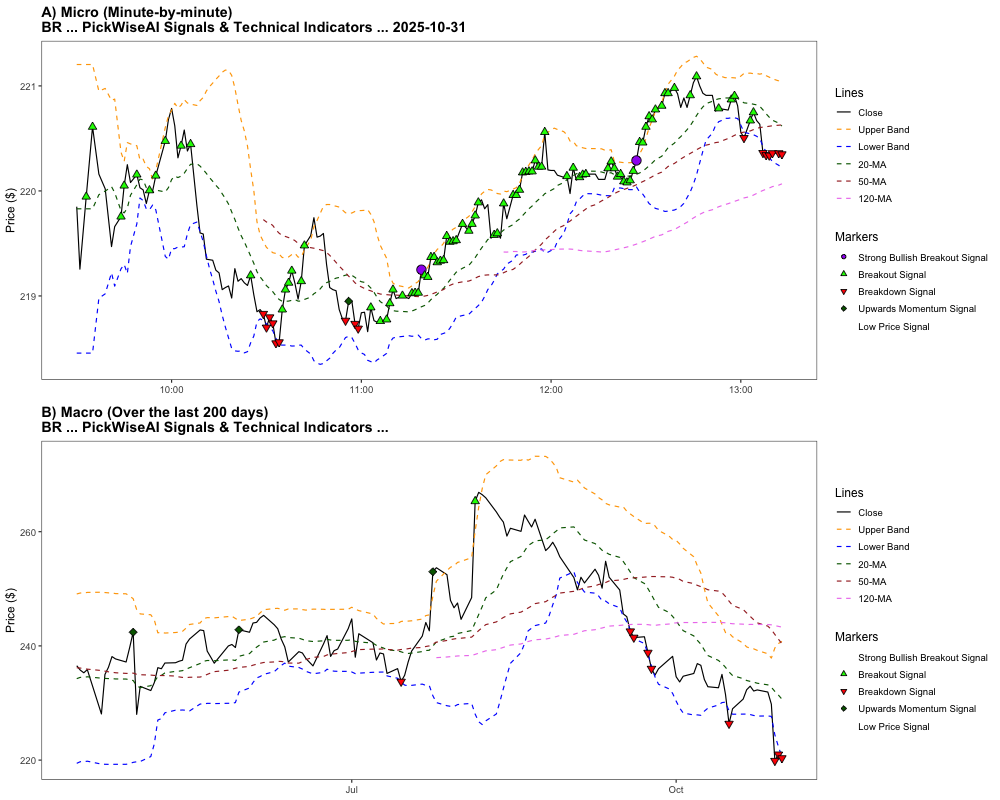 A) Micro (Minute-by-minute)
BR ... PickWiseAI Signals & Technical Indicators ... 2025-10-31
Price ($)
221
220
219
10:00
11:00
12:00
13:00
Lines
Close
Upper Band
Lower Band
20-MA
50-MA
120-MA
Markers
Strong Bullish Breakout Signal
Breakout Signal
Breakdown Signal
Upwards Momentum Signal
Low Price Signal
B) Macro (Over the last 200 days)
BR ... PickWiseAI Signals & Technical Indicators ...
Price ($)
260
240
220
Jul
Oct
Lines
Close
Upper Band
Lower Band
20-MA
50-MA
120-MA
Markers
Strong Bullish Breakout Signal
Breakout Signal
Breakdown Signal
Upwards Momentum Signal
Low Price Signal